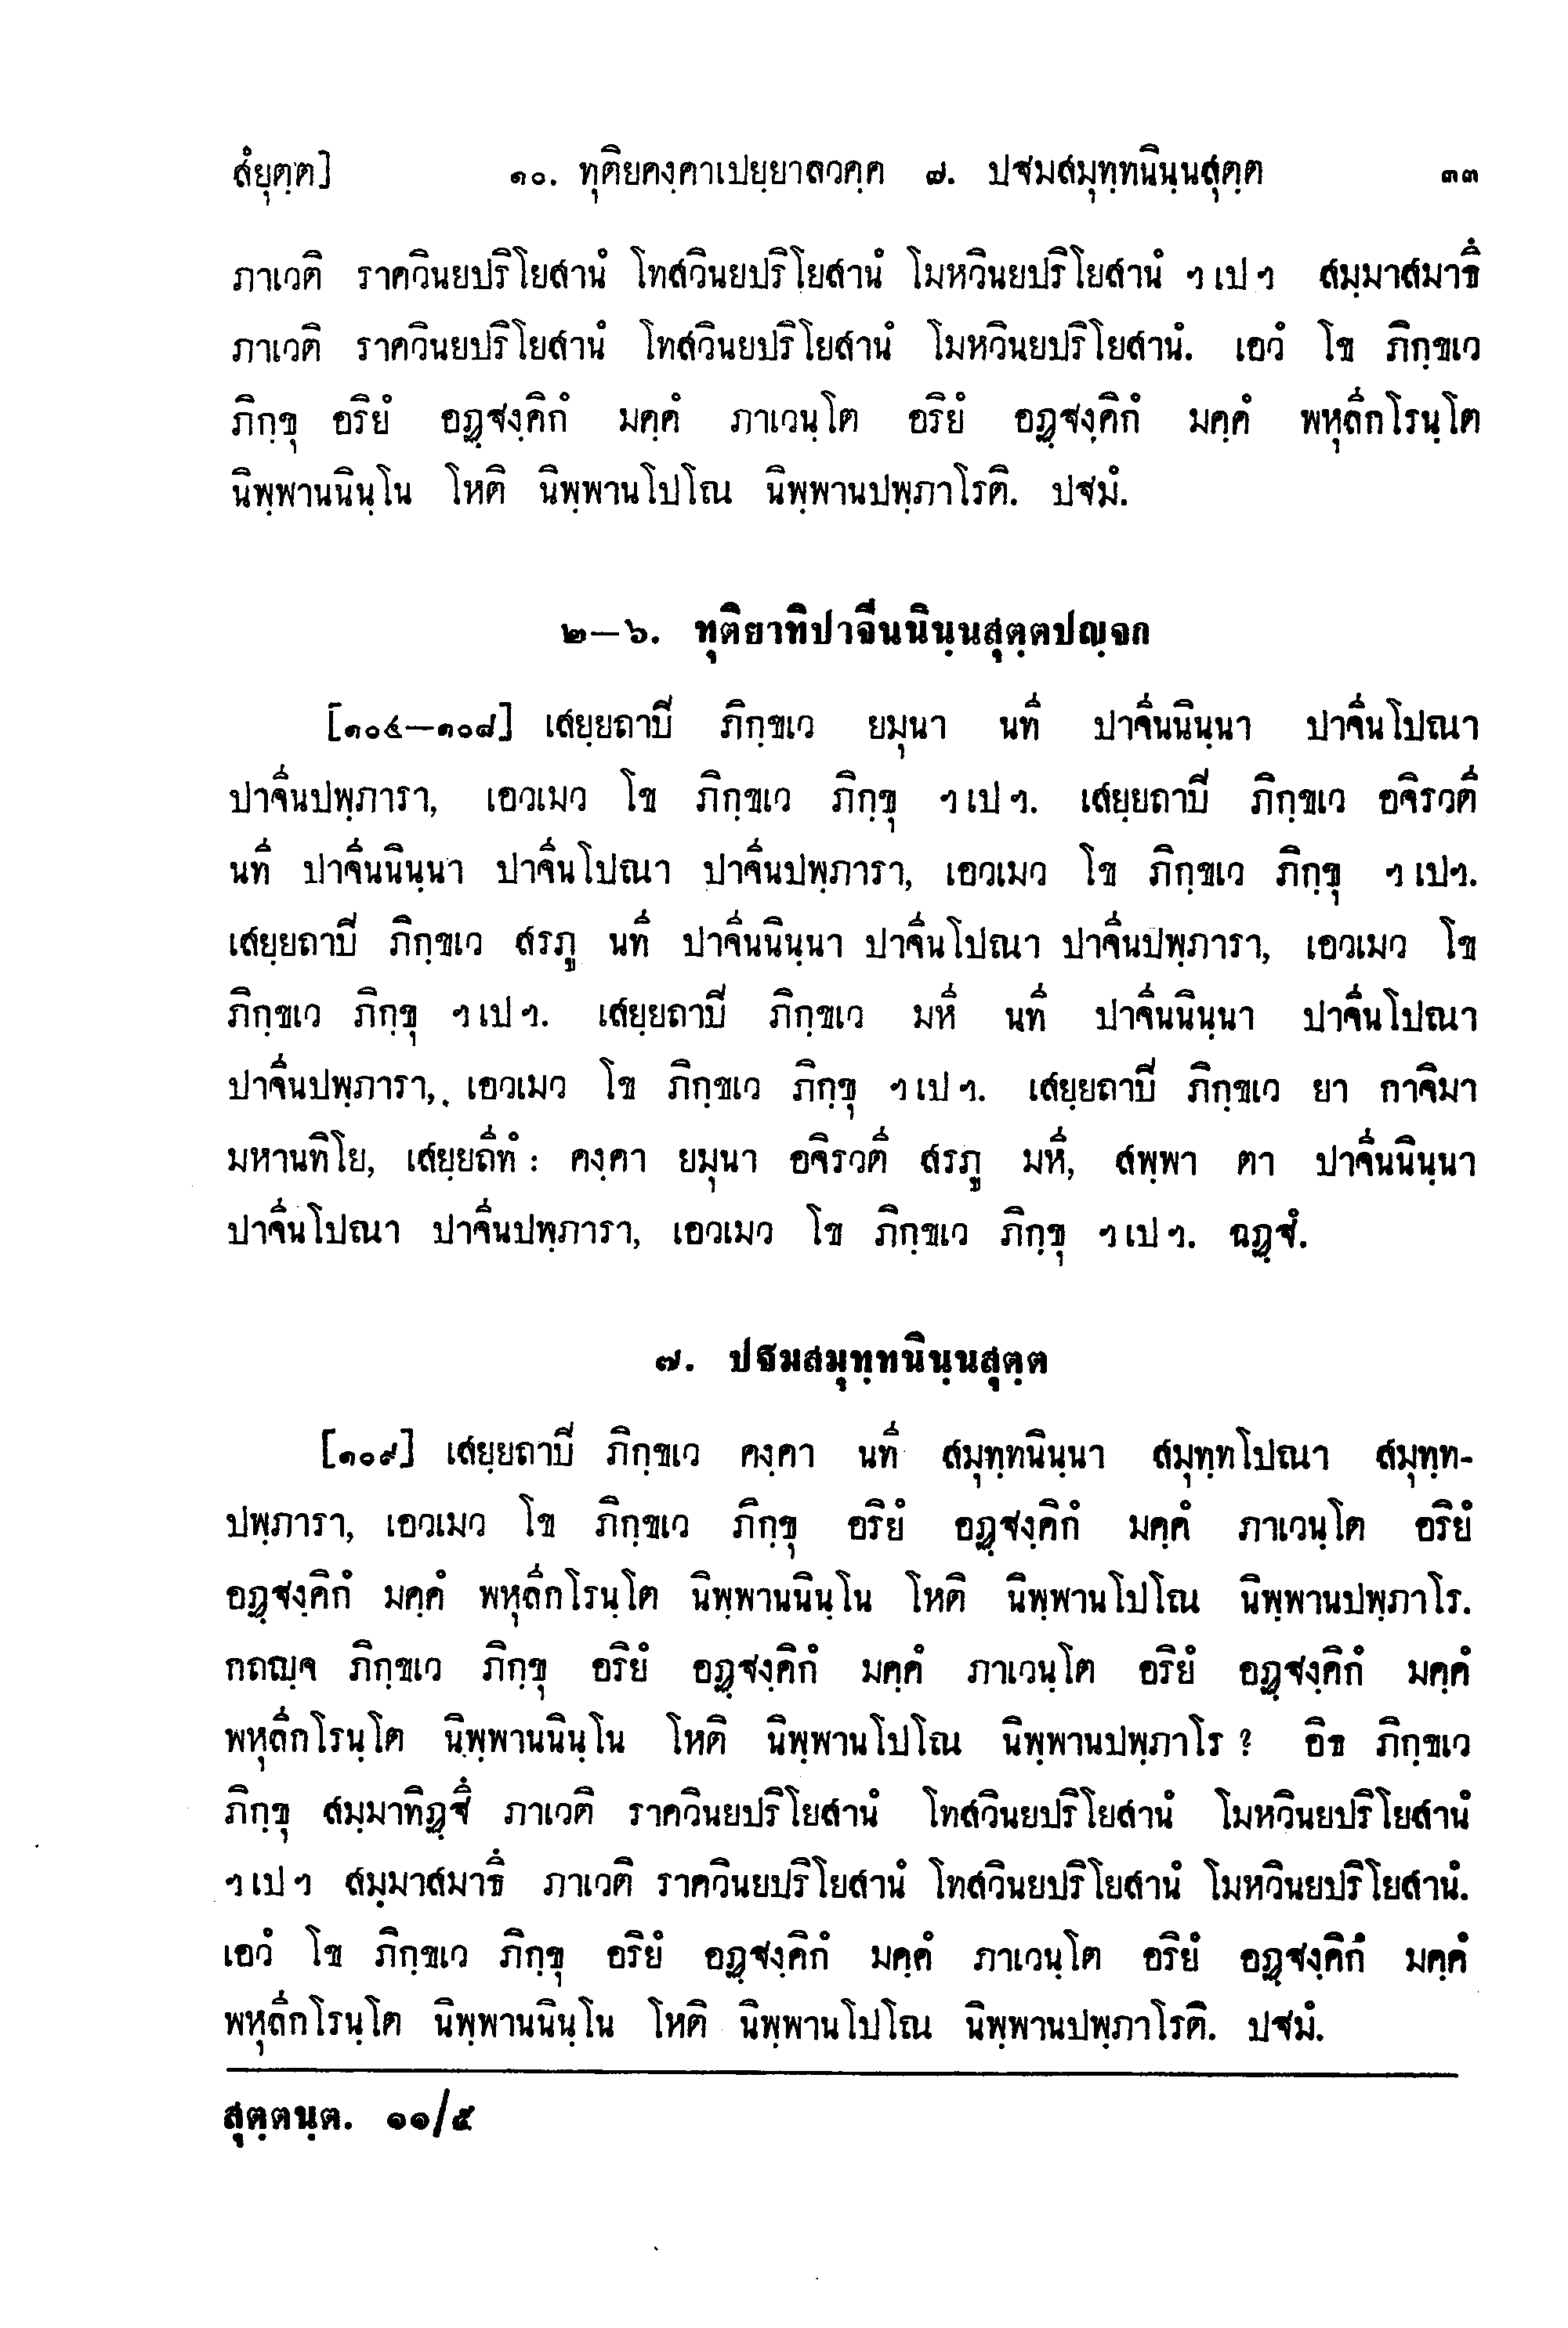 สํยุตฺต]  ๑๐. ทุติยคงฺคาเปยฺยาลวคฺค  ๗. ปฐมสมุทฺทนินฺนสุตฺต  ๓๓
ภาเวติ ราควินยปริโยสานํ โทสวินยปริโยสานํ โมหวินยปริโยสานํ ฯเปฯ สมฺมาสมาธึ
ภาเวติ ราควินยปริโยสานํ โทสวินยปริโยสานํ โมหวินยปริโยสานํ. เอวํ โข ภิกฺขเว
ภิกฺขุ อริยํ อฏฺฐงฺคิกํ มคฺคํ ภาเวนฺโต อริยํ อฏฺฐงฺคิกํ มคฺคํ พหุลีกโรนฺโต
นิพฺพานนินฺโน โหติ นิพฺพานโปโณ นิพฺพานปพฺภาโรติ. ปฐมํ.
๒–๖. ทุติยาทิปาจีนนินฺนสุตฺตปญฺจก
[๑๐๔–๑๐๘] เสยฺยถาปิ ภิกฺขเว ยมุนา นที ปาจีนนินฺนา ปาจีนโปณา
ปาจีนปพฺภารา, เอวเมว โข ภิกฺขเว ภิกฺขุ ฯเปฯ. เสยฺยถาปิ ภิกฺขเว อจิรวตี
นที ปาจีนนินฺนา ปาจีนโปณา ปาจีนปพฺภารา, เอวเมว โข ภิกฺขเว ภิกฺขุ ฯเปฯ.
เสยฺยถาปิ ภิกฺขเว สรภู นที ปาจีนนินฺนา ปาจีนโปณา ปาจีนปพฺภารา, เอวเมว โข
ภิกฺขเว ภิกฺขุ ฯเปฯ. เสยฺยถาปิ ภิกฺขเว มหี นที ปาจีนนินฺนา ปาจีนโปณา
ปาจีนปพฺภารา, เอวเมว โข ภิกฺขเว ภิกฺขุ ฯเปฯ. เสยฺยถาปิ ภิกฺขเว ยา กาจิมา
มหานทิโย, เสยฺยถีทํ : คงฺคา ยมุนา อจิรวตี สรภู มหี, สพฺพา ตา ปาจีนนินฺนา
ปาจีนโปณา ปาจีนปพฺภารา, เอวเมว โข ภิกฺขเว ภิกฺขุ ฯเปฯ. ฉฏฺฐํ.
๗. ปฐมสมุทฺทนินฺนสุตฺต
[๑๐๙] เสยฺยถาปิ ภิกฺขเว คงฺคา นที สมุทฺทนินฺนา สมุทฺทโปณา สมุทฺท-
ปพฺภารา, เอวเมว โข ภิกฺขเว ภิกฺขุ อริยํ อฏฺฐงฺคิกํ มคฺคํ ภาเวนฺโต อริยํ
อฏฺฐงฺคิกํ มคฺคํ พหุลีกโรนฺโต นิพฺพานนินฺโน โหติ นิพฺพานโปโณ นิพฺพานปพฺภาโร.
กถญฺจ ภิกฺขเว ภิกฺขุ อริยํ อฏฺฐงฺคิกํ มคฺคํ ภาเวนฺโต อริยํ อฏฺฐงฺคิกํ มคฺคํ
พหุลีกโรนฺโต นิพฺพานนินฺโน โหติ นิพฺพานโปโณ นิพฺพานปพฺภาโร ? อิธ ภิกฺขเว
ภิกฺขุ สมฺมาทิฏฺฐึ ภาเวติ ราควินยปริโยสานํ โทสวินยปริโยสานํ โมหวินยปริโยสานํ
ฯเปฯ สมฺมาสมาธึ ภาเวติ ราควินยปริโยสานํ โทสวินยปริโยสานํ โมหวินยปริโยสานํ.
เอวํ โข ภิกฺขเว ภิกฺขุ อริยํ อฏฺฐงฺคิกํ มคฺคํ ภาเวนฺโต อริยํ อฏฺฐงฺคิกํ มคฺคํ
พหุลีกโรนฺโต นิพฺพานนินฺโน โหติ นิพฺพานโปโณ นิพฺพานปพฺภาโรติ. ปฐมํ.
สุตฺตนฺต. ๑๑/๕